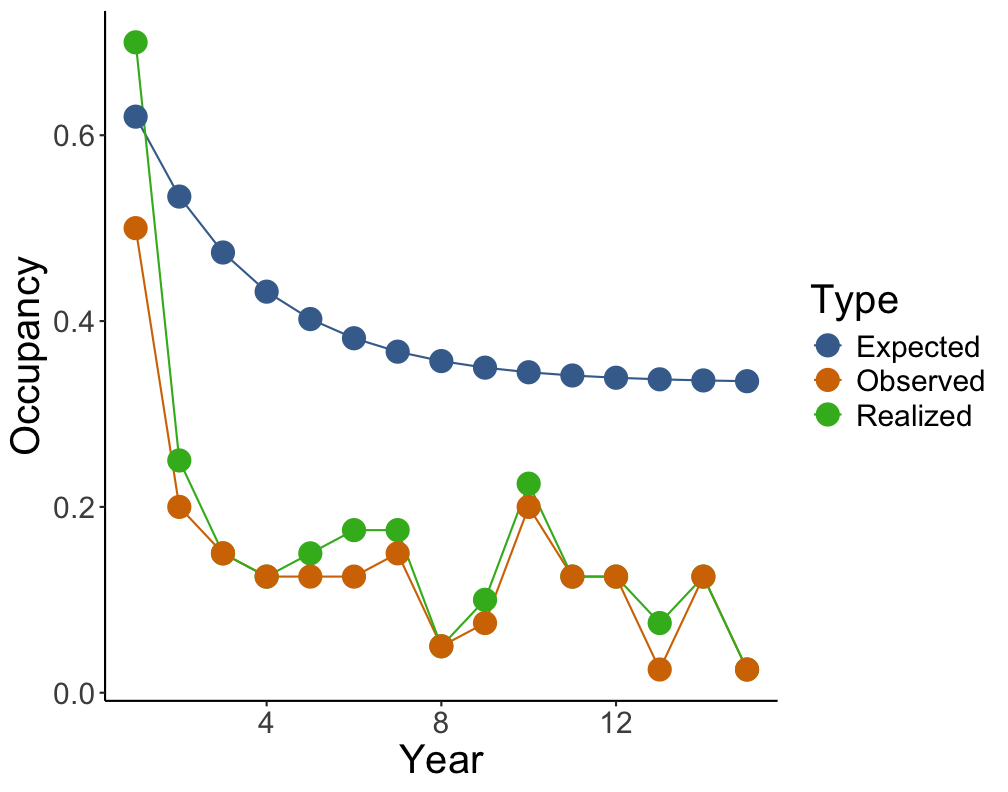 Occupancy
0.6
0.4
0.2
0.0
4 8 12
Year
Type
Expected
Observed
Realized